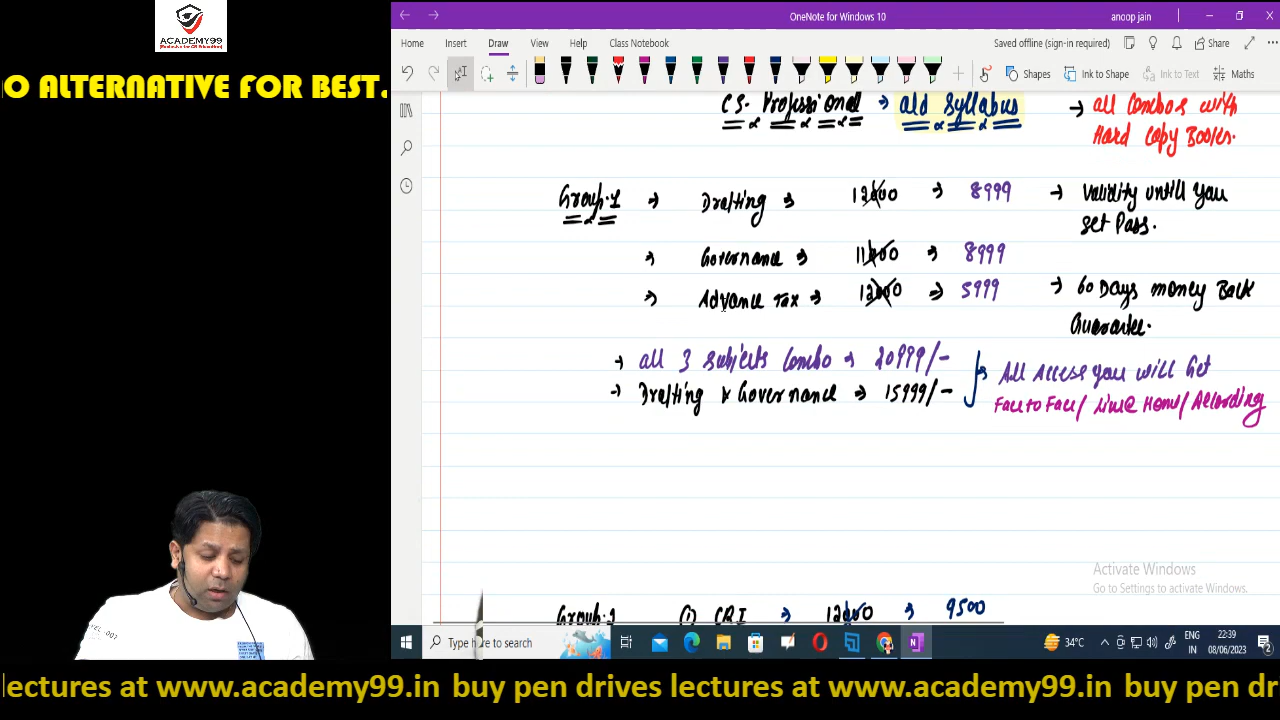 ACADEMY99
O ALTERNATIVE FOR BEST.
OneNote for Windows 10
anoop jain
Home Insert Draw View Help Class Notebook
Saved offline (sign-in required)
Share
Shapes
Ink to Shape
Ink to Text
Maths
CS. Professional → old Syllabus → all Combos with
Hard Copy Books.
Group.1 → Drafting → 12000 → 8999 → Validity untill you
get Pass.
→ Governance → 11000 → 8999
→ Advance Tax → 12000 → 5999 → 60 Days money Back
Guarantee.
→ all 3 Subjects Combo → 20999/-
→ Drafting & Governance → 15999/-
All Access you will Get
Face to Face/ Live Home/ According
Activate Windows
Go to Settings to activate Windows.
Group.2 (1) CRI → 12000 → 9500
Type here to search
34°C
ENG
IN
22:39
08/06/2023
2
lectures at www.academy99.in buy pen drives lectures at www.academy99.in buy pen dr